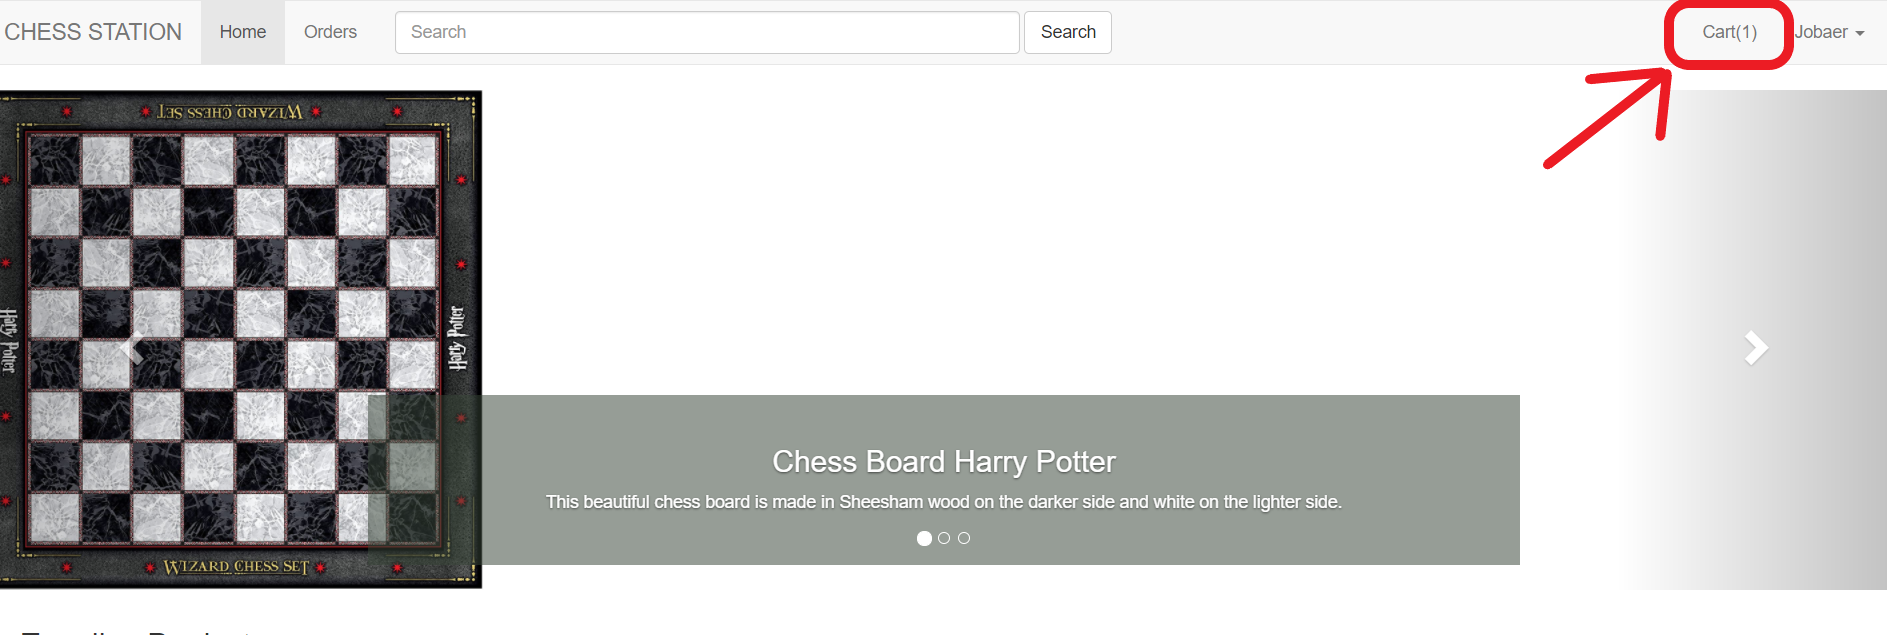 CHESS STATION Home Orders Search Search Cart(1) Jobaer
WIZARD CHESS SET
Harry Potter
Harry Potter
Chess Board Harry Potter
This beautiful chess board is made in Sheesham wood on the darker side and white on the lighter side.
WIZARD CHESS SET